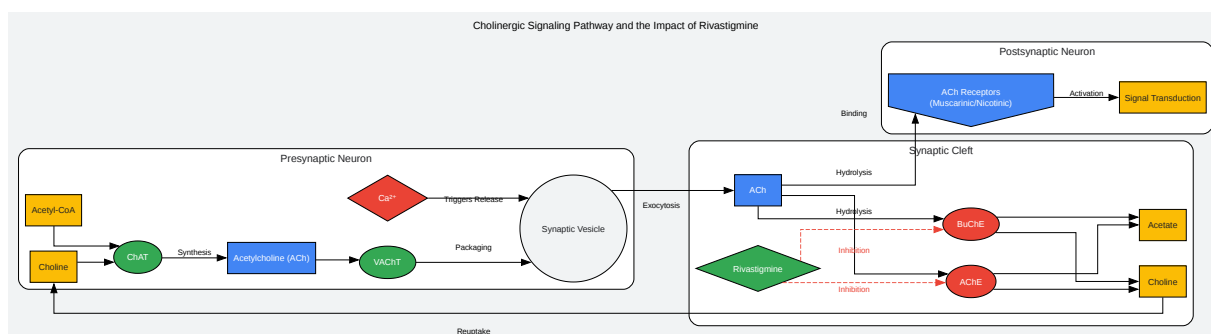 Cholinergic Signaling Pathway and the Impact of Rivastigmine
Postsynaptic Neuron
ACh Receptors
(Muscarinic/Nicotinic)
Activation
Signal Transduction
Binding
Presynaptic Neuron
Synaptic Cleft
Acetyl-CoA
Choline
ChAT
Synthesis
Acetylcholine (ACh)
VAChT
Packaging
Ca²⁺
Triggers Release
Synaptic Vesicle
Exocytosis
ACh
Hydrolysis
Hydrolysis
BuChE
Acetate
Inhibition
Rivastigmine
Inhibition
AChE
Choline
Reuptake